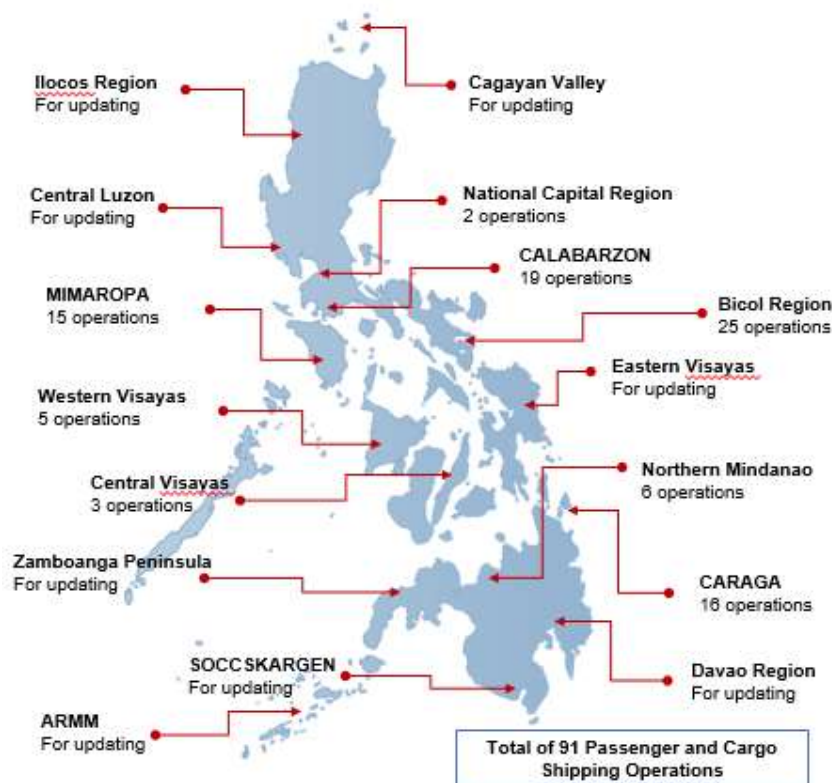 Ilocos Region
For updating
Cagayan Valley
For updating
Central Luzon
For updating
National Capital Region
2 operations
CALABARZON
19 operations
MIMAROPA
15 operations
Bicol Region
25 operations
Eastern Visayas
For updating
Western Visayas
5 operations
Northern Mindanao
6 operations
Central Visayas
3 operations
Zamboanga Peninsula
For updating
CARAGA
16 operations
SOCCSKARGEN
For updating
Davao Region
For updating
ARMM
For updating
Total of 91 Passenger and Cargo
Shipping Operations